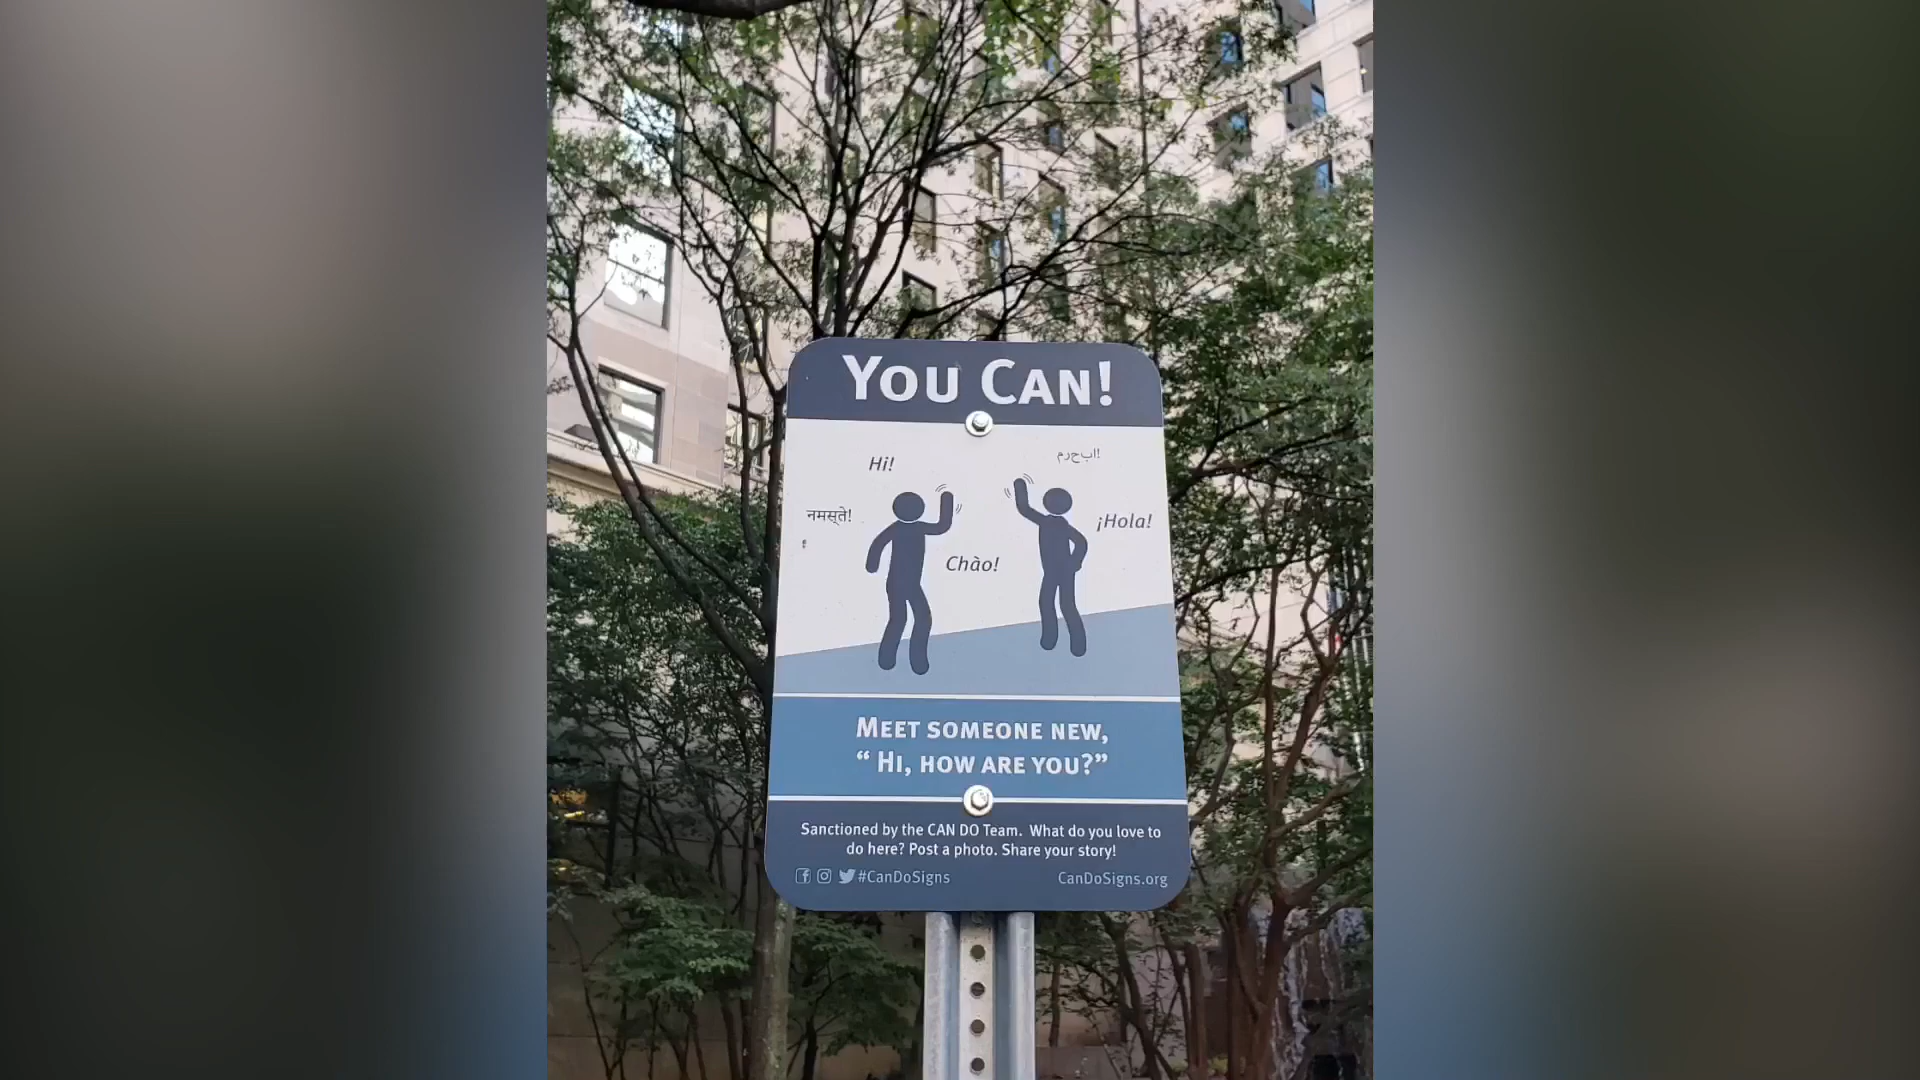 YOU CAN!
Hi!
!ابحرم
नमस्‌ते!
¡Hola!
Chào!
MEET SOMEONE NEW,
“ HI, HOW ARE YOU?”
Sanctioned by the CAN DO Team. What do you love to
do here? Post a photo. Share your story!
#CanDoSigns
CanDoSigns.org